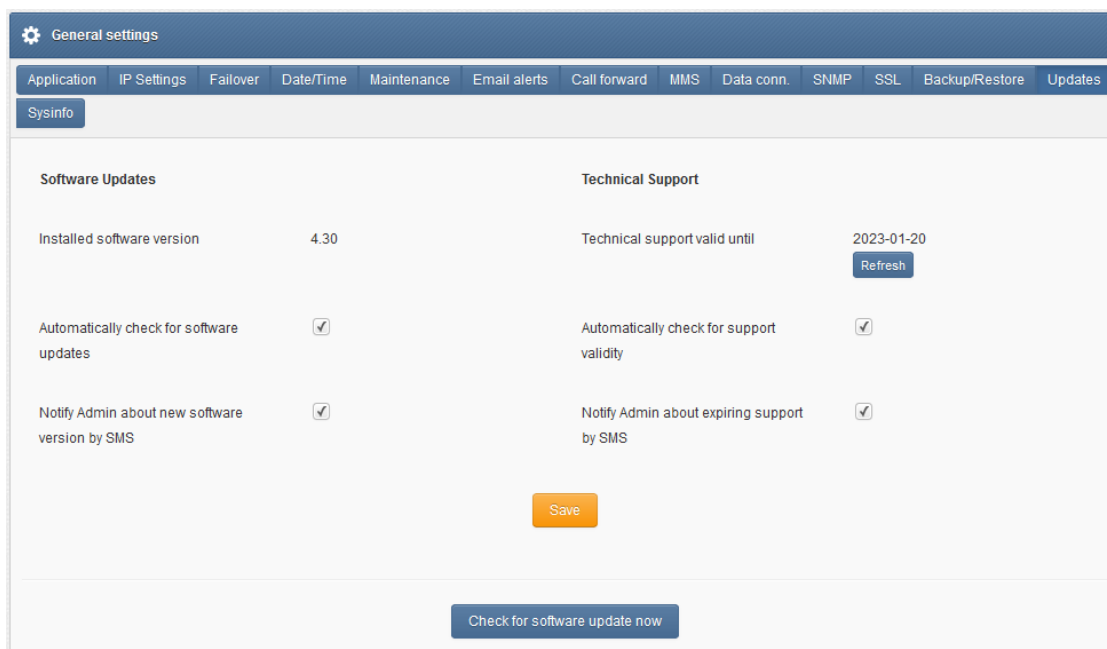 General settings
Application IP Settings Failover Date/Time Maintenance Email alerts Call forward MMS Data conn. SNMP SSL Backup/Restore Updates
Sysinfo
Software Updates
Technical Support
Installed software version 4.30
Technical support valid until 2023-01-20
Refresh
Automatically check for software
updates
Automatically check for support
validity
Notify Admin about new software
version by SMS
Notify Admin about expiring support
by SMS
Save
Check for software update now